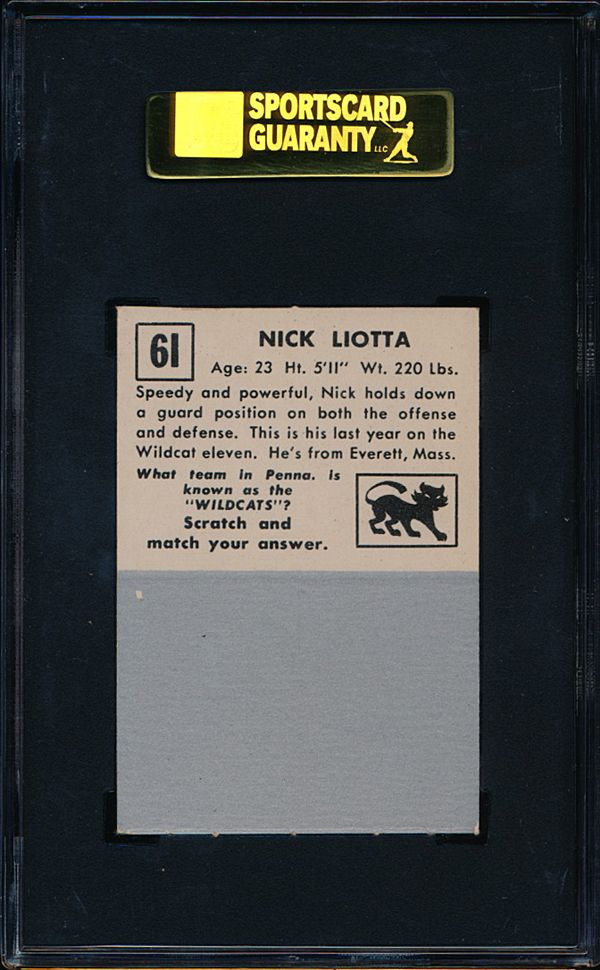 SPORTSCARD
GUARANTY LLC
61
NICK LIOTTA
Age: 23 Ht. 5'11" Wt. 220 Lbs.
Speedy and powerful, Nick holds down
a guard position on both the offense
and defense. This is his last year on the
Wildcat eleven. He's from Everett, Mass.
What team in Penna. is
known as the
"WILDCATS"?
Scratch and
match your answer.